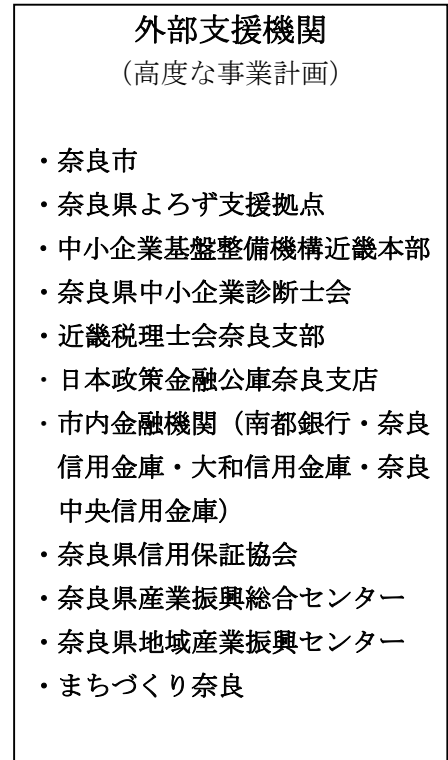 外部支援機関
（高度な事業計画）
・奈良市
・奈良県よろず支援拠点
・中小企業基盤整備機構近畿本部
・奈良県中小企業診断士会
・近畿税理士会奈良支部
・日本政策金融公庫奈良支店
・市内金融機関（南都銀行・奈良
信用金庫・大和信用金庫・奈良
中央信用金庫）
・奈良県信用保証協会
・奈良県産業振興総合センター
・奈良県地域産業振興センター
・まちづくり奈良